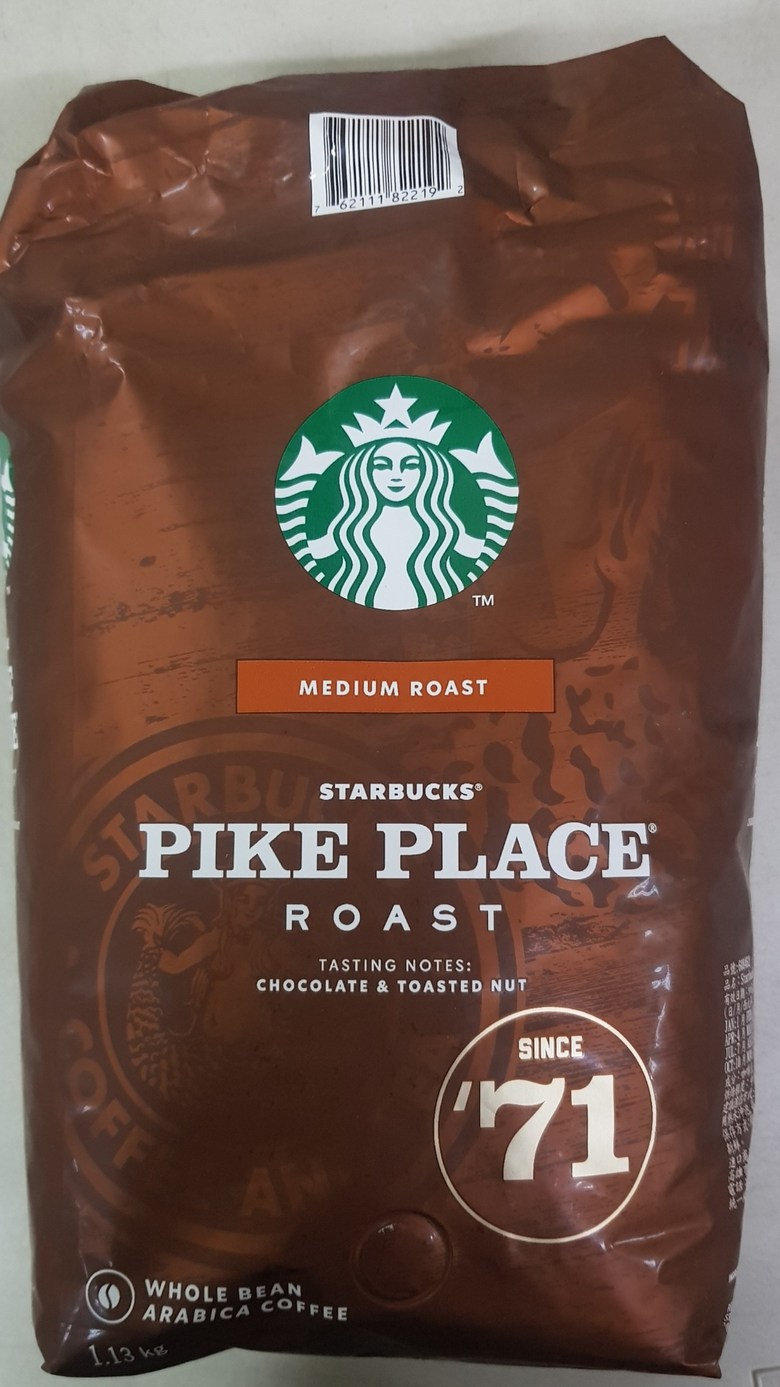 7 62111 82219 2
TM
MEDIUM ROAST
STARBUCKS®
PIKE PLACE®
ROAST
TASTING NOTES:
CHOCOLATE & TOASTED NUT
SINCE
'71
WHOLE BEAN
ARABICA COFFEE
1.13 kg